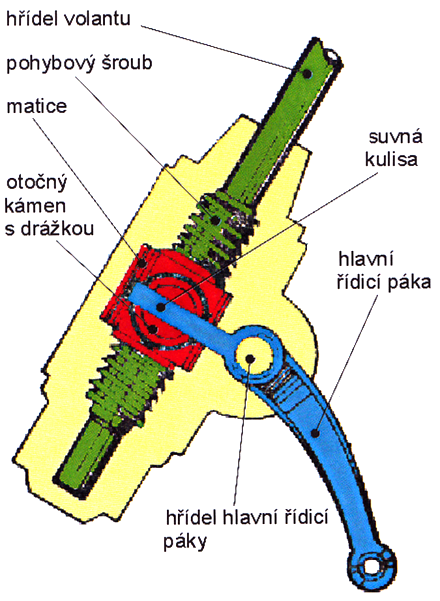 hřídel volantu
pohybový šroub
matice
suvná
kulisa
otočný
kámen
s drážkou
hlavní
řídicí páka
hřídel hlavní řídicí
páky